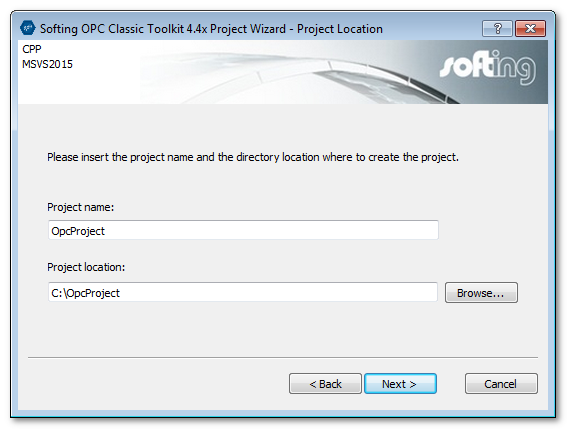 Softing OPC Classic Toolkit 4.4x Project Wizard - Project Location
CPP
MSVS2015
softing
Please insert the project name and the directory location where to create the project.
Project name:
OpcProject
Project location:
C:\OpcProject
Browse...
< Back
Next >
Cancel